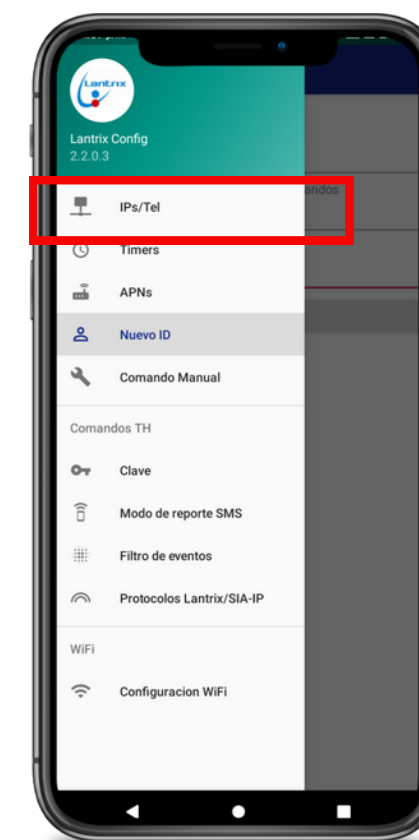 Lantrix
Lantrix Config
2.2.0.3
IPs/Tel
andos
Timers
APNs
Nuevo ID
Comando Manual
Comandos TH
Clave
Modo de reporte SMS
Filtro de eventos
Protocolos Lantrix/SIA-IP
WiFi
Configuracion WiFi